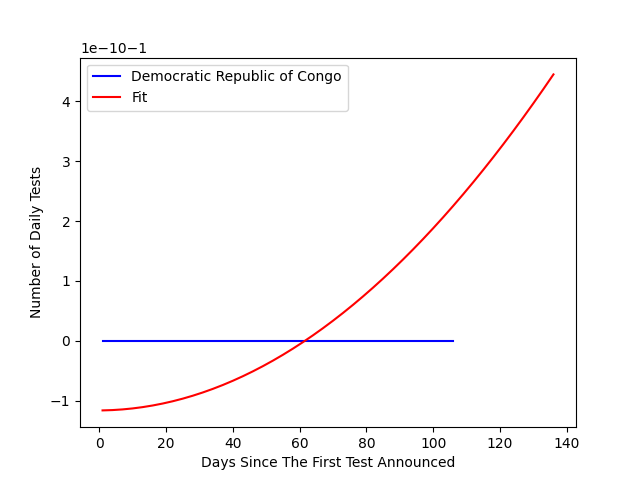 1e−10−1
Democratic Republic of Congo
Fit
4
3
2
1
0
−1
Number of Daily Tests
0 20 40 60 80 100 120 140
Days Since The First Test Announced